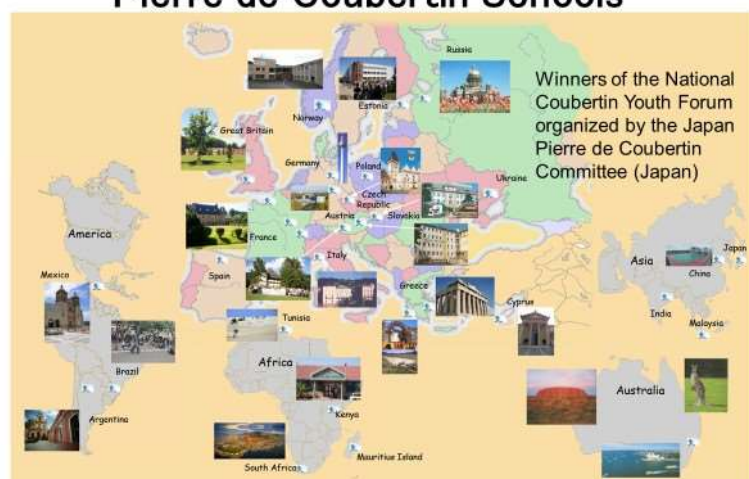 Pierre de Coubertin Schools
Russia
Winners of the National
Coubertin Youth Forum
organized by the Japan
Pierre de Coubertin
Committee (Japan)
Estonia
Norway
Great Britain
Germany
Poland
Ukraine
Czech
Republic
Austria
Slovakia
France
America
Italy
Asia
Japan
Mexico
Spain
Greece
China
Cyprus
India
Tunisia
Malaysia
Africa
Brazil
Australia
Argentina
Kenya
Mauritius Island
South Africa